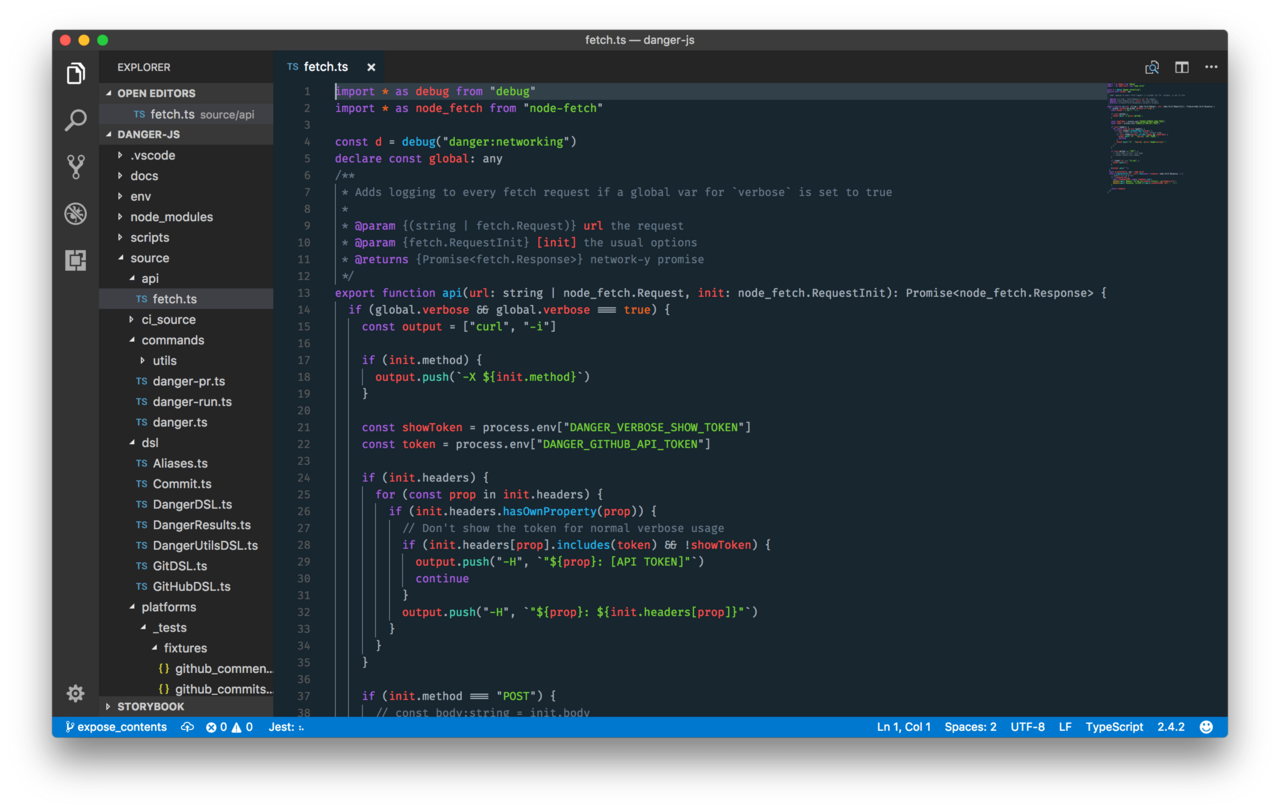 fetch.ts — danger-js
EXPLORER
OPEN EDITORS
TS fetch.ts source/api
DANGER-JS
.vscode
docs
env
node_modules
scripts
source
api
TS fetch.ts
ci_source
commands
utils
TS danger-pr.ts
TS danger-run.ts
TS danger.ts
dsl
TS Aliases.ts
TS Commit.ts
TS DangerDSL.ts
TS DangerResults.ts
TS DangerUtilsDSL.ts
TS GitDSL.ts
TS GitHubDSL.ts
platforms
_tests
fixtures
{} github_commen...
{} github_commits...
STORYBOOK
TS fetch.ts ×
1 import * as debug from "debug"
2 import * as node_fetch from "node-fetch"
3
4 const d = debug("danger:networking")
5 declare const global: any
6 /**
7 * Adds logging to every fetch request if a global var for `verbose` is set to true
8 *
9 * @param {(string | fetch.Request)} url the request
10 * @param {fetch.RequestInit} [init] the usual options
11 * @returns {Promise<fetch.Response>} network-y promise
12 */
13 export function api(url: string | node_fetch.Request, init: node_fetch.RequestInit): Promise<node_fetch.Response> {
14 if (global.verbose && global.verbose === true) {
15 const output = ["curl", "-i"]
16
17 if (init.method) {
18 output.push(`-X ${init.method}`)
19 }
20
21 const showToken = process.env["DANGER_VERBOSE_SHOW_TOKEN"]
22 const token = process.env["DANGER_GITHUB_API_TOKEN"]
23
24 if (init.headers) {
25 for (const prop in init.headers) {
26 if (init.headers.hasOwnProperty(prop)) {
27 // Don't show the token for normal verbose usage
28 if (init.headers[prop].includes(token) && !showToken) {
29 output.push("-H", `"${prop}: [API TOKEN]"`)
30 continue
31 }
32 output.push("-H", `"${prop}: ${init.headers[prop]}"`)
33 }
34 }
35 }
36
37 if (init.method === "POST") {
38 // const body:string = init.body
expose_contents 0 0 Jest: Ln 1, Col 1 Spaces: 2 UTF-8 LF TypeScript 2.4.2